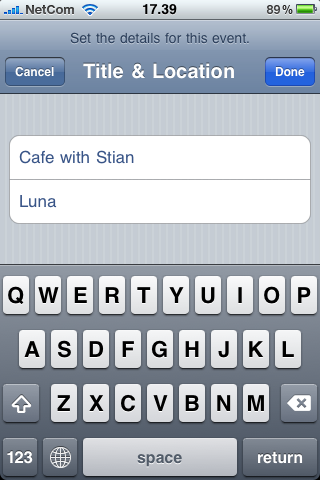 NetCom 17.39 89%
Set the details for this event.
Cancel Title & Location Done
Cafe with Stian
Luna
Q W E R T Y U I O P
A S D F G H J K L
Z X C V B N M
123 space return